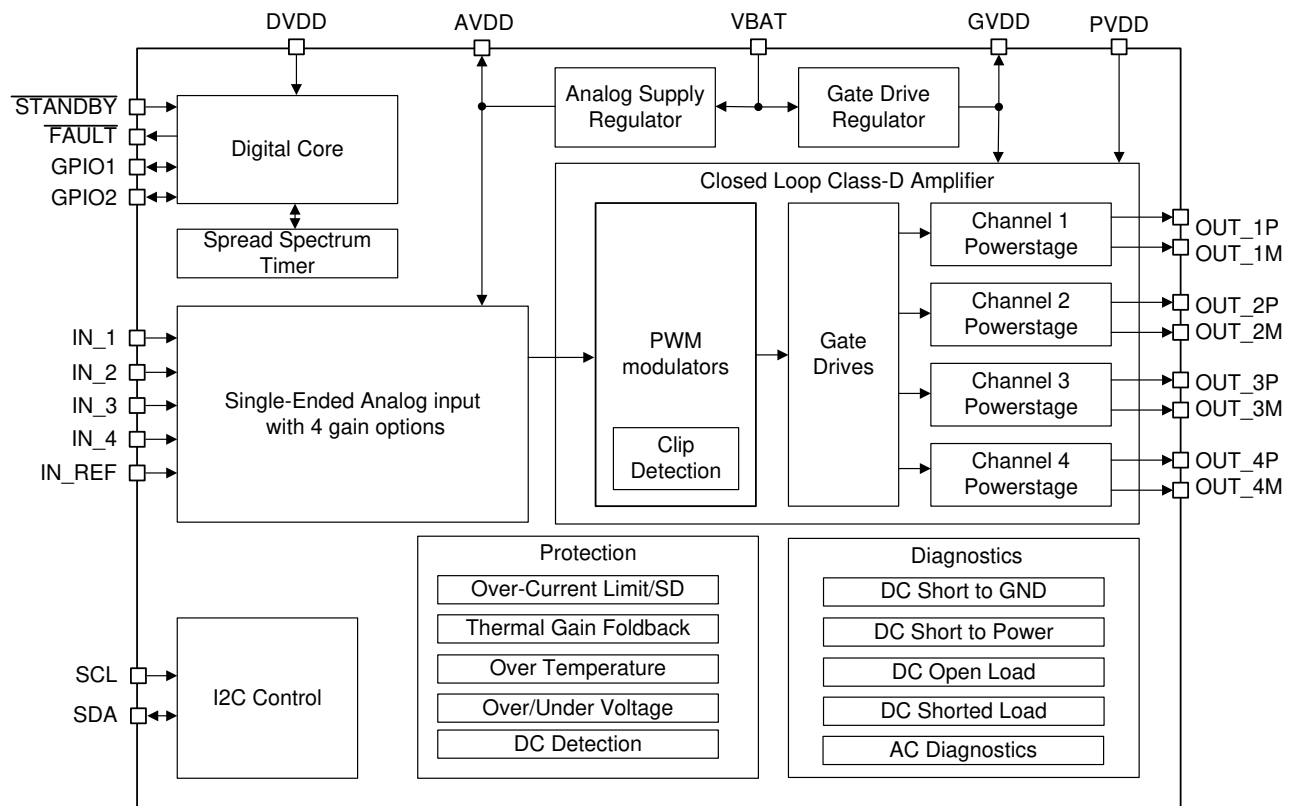 DVDD
AVDD
VBAT
GVDD
PVDD
STANDBY
FAULT
GPIO1
GPIO2
Digital Core
Spread Spectrum
Timer
Analog Supply
Regulator
Gate Drive
Regulator
Closed Loop Class-D Amplifier
IN_1
IN_2
IN_3
IN_4
IN_REF
Single-Ended Analog input
with 4 gain options
PWM
modulators
Clip
Detection
Gate
Drives
Channel 1
Powerstage
Channel 2
Powerstage
Channel 3
Powerstage
Channel 4
Powerstage
OUT_1P
OUT_1M
OUT_2P
OUT_2M
OUT_3P
OUT_3M
OUT_4P
OUT_4M
SCL
SDA
I2C Control
Protection
Over-Current Limit/SD
Thermal Gain Foldback
Over Temperature
Over/Under Voltage
DC Detection
Diagnostics
DC Short to GND
DC Short to Power
DC Open Load
DC Shorted Load
AC Diagnostics